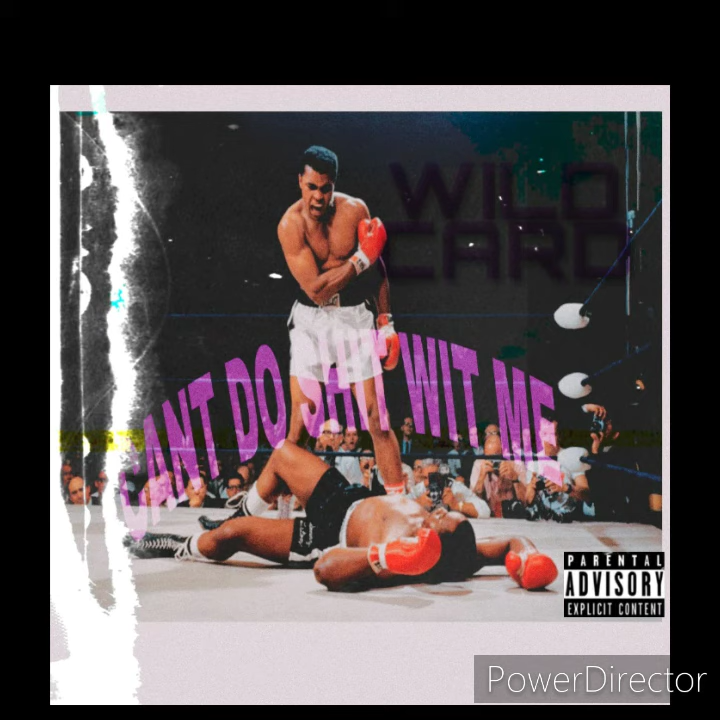 WILD
CARD
CANT DO SHIT WIT ME
PARENTAL
ADVISORY
EXPLICIT CONTENT
PowerDirector